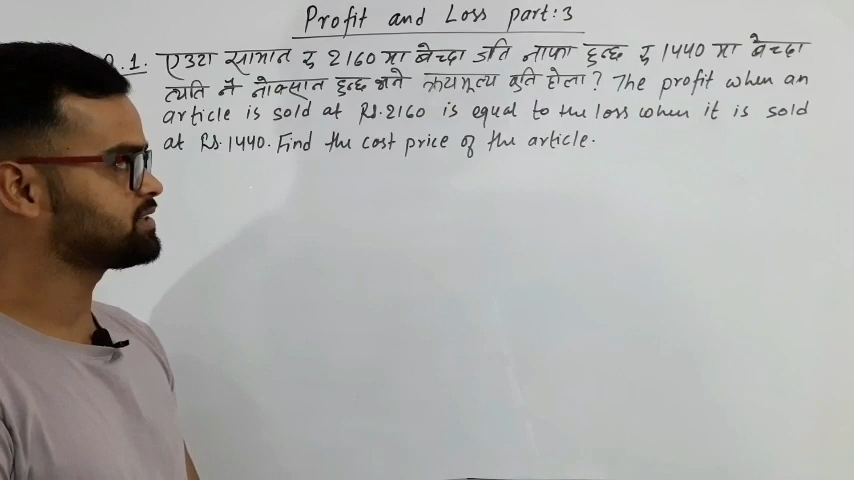 Profit and Loss part:3
Q.1. एउटा सामान रु 2160 मा बेच्दा जति नाफा हुन्छ रु 1440 मा बेच्दा
त्यति नै नोक्सान हुन्छ भने क्रयमूल्य कति होला? The profit when an
article is sold at Rs.2160 is equal to the loss when it is sold
at Rs.1440. Find the cost price of the article.